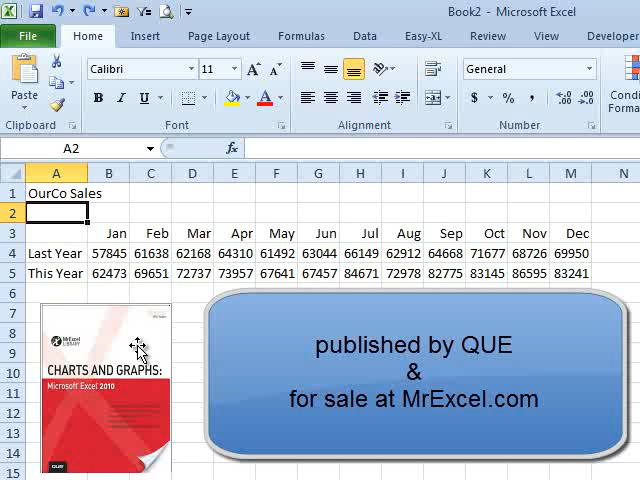 Book2 - Microsoft Excel
File Home Insert Page Layout Formulas Data Easy-XL Review View Developer
Paste Calibri 11 A A General
B I U A $ % , .00
Clipboard Font Alignment Number
A2 fx
A B C D E F G H I J K L M N
1 OurCo Sales
2
3 Jan Feb Mar Apr May Jun Jul Aug Sep Oct Nov Dec
4 Last Year 57845 61638 62168 64310 61492 63044 66149 62912 64668 71677 68726 69950
5 This Year 62473 69651 72737 73957 67641 67457 84671 72978 82775 83145 86595 83241
6
7
8
9
10
11
12
13
14
15
MrExcel
LIBRARY
CHARTS AND GRAPHS:
Microsoft Excel 2010
QUE
published by QUE
&
for sale at MrExcel.com